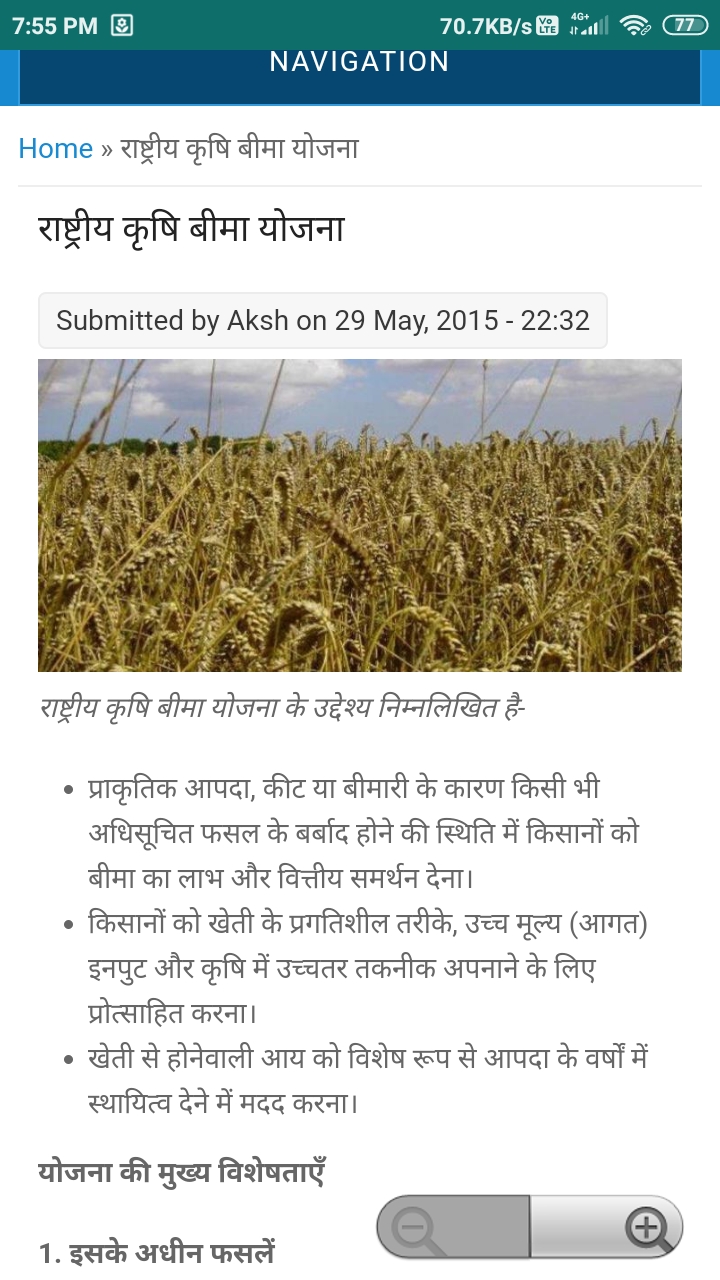 7:55 PM 70.7KB/s Vo LTE 4G+ 77
NAVIGATION
Home » राष्ट्रीय कृषि बीमा योजना
राष्ट्रीय कृषि बीमा योजना
Submitted by Aksh on 29 May, 2015 - 22:32
राष्ट्रीय कृषि बीमा योजना के उद्देश्य निम्नलिखित है-
• प्राकृतिक आपदा, कीट या बीमारी के कारण किसी भी
अधिसूचित फसल के बर्बाद होने की स्थिति में किसानों को
बीमा का लाभ और वित्तीय समर्थन देना।
• किसानों को खेती के प्रगतिशील तरीके, उच्च मूल्य (आगत)
इनपुट और कृषि में उच्चतर तकनीक अपनाने के लिए
प्रोत्साहित करना।
• खेती से होनेवाली आय को विशेष रूप से आपदा के वर्षों में
स्थायित्व देने में मदद करना।
योजना की मुख्य विशेषताएँ
1. इसके अधीन फसलें